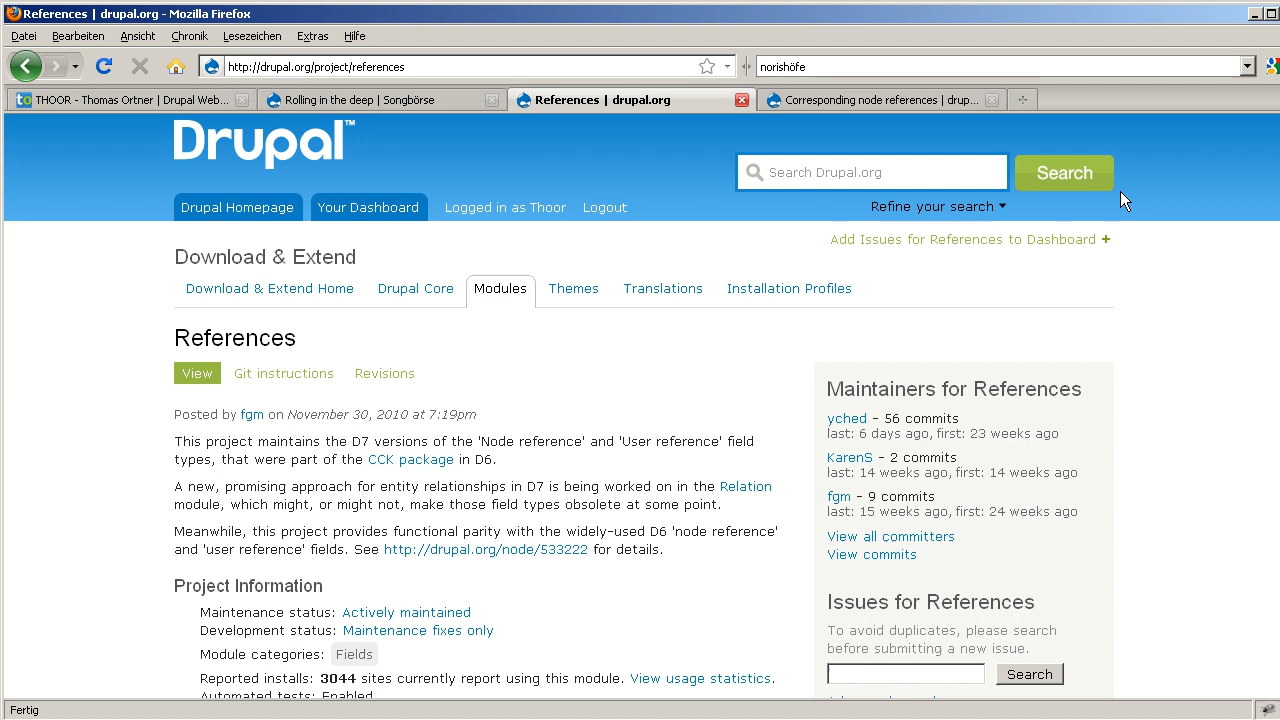 References | drupal.org - Mozilla Firefox
Datei Bearbeiten Ansicht Chronik Lesezeichen Extras Hilfe
http://drupal.org/project/references norishöfe
to THOOR - Thomas Ortner | Drupal Web... Rolling in the deep | Songbörse References | drupal.org Corresponding node references | drup...
Drupal™
Search Drupal.org Search
Drupal Homepage Your Dashboard Logged in as Thoor Logout Refine your search
Add Issues for References to Dashboard +
Download & Extend
Download & Extend Home Drupal Core Modules Themes Translations Installation Profiles
References
View Git instructions Revisions
Posted by fgm on November 30, 2010 at 7:19pm
This project maintains the D7 versions of the 'Node reference' and 'User reference' field
types, that were part of the CCK package in D6.
A new, promising approach for entity relationships in D7 is being worked on in the Relation
module, which might, or might not, make those field types obsolete at some point.
Meanwhile, this project provides functional parity with the widely-used D6 'node reference'
and 'user reference' fields. See http://drupal.org/node/533222 for details.
Project Information
Maintenance status: Actively maintained
Development status: Maintenance fixes only
Module categories: Fields
Reported installs: 3044 sites currently report using this module. View usage statistics.
Automated tests: Enabled
Maintainers for References
yched - 56 commits
last: 6 days ago, first: 23 weeks ago
KarenS - 2 commits
last: 14 weeks ago, first: 14 weeks ago
fgm - 9 commits
last: 15 weeks ago, first: 24 weeks ago
View all committers
View commits
Issues for References
To avoid duplicates, please search
before submitting a new issue.
Search
Fertig